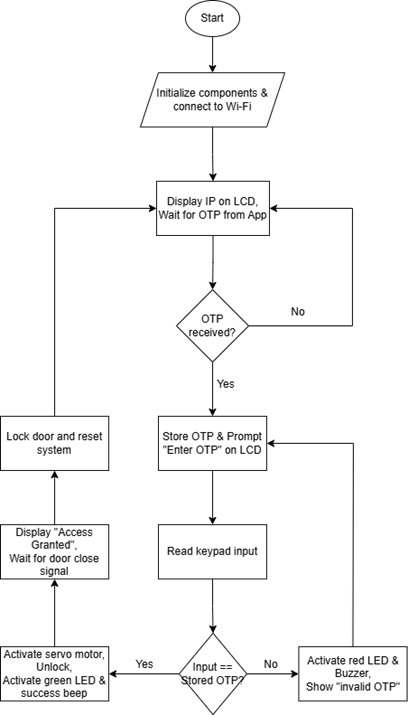 Start
Initialize components &
connect to Wi-Fi
Display IP on LCD,
Wait for OTP from App
OTP
received?
No
Yes
Store OTP & Prompt
"Enter OTP" on LCD
Read keypad input
Input ==
Stored OTP?
No
Activate red LED &
Buzzer,
Show "invalid OTP"
Yes
Activate servo motor,
Unlock,
Activate green LED &
success beep
Display "Access
Granted",
Wait for door close
signal
Lock door and reset
system